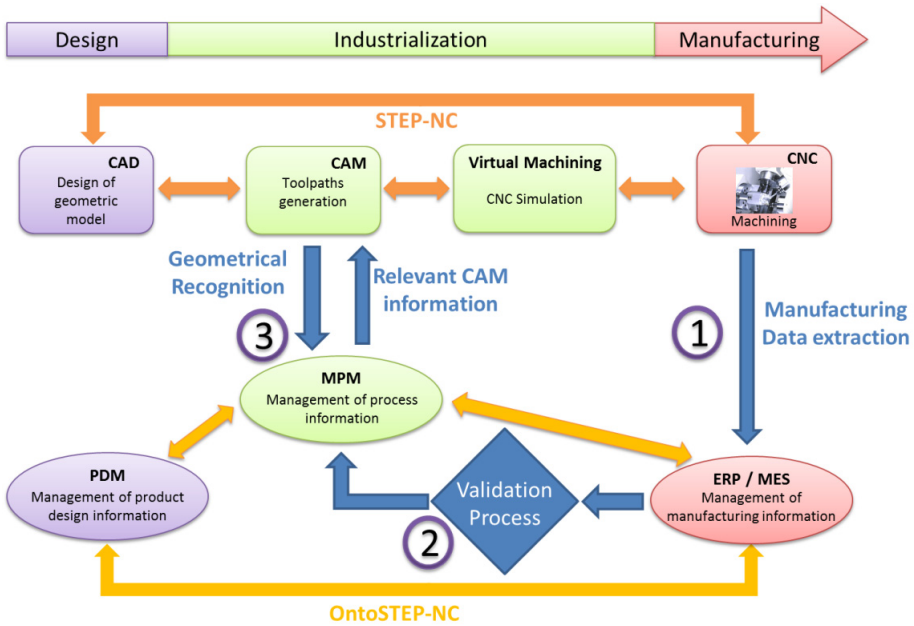 Design
Industrialization
Manufacturing
STEP-NC
CAD
Design of
geometric
model
CAM
Toolpaths
generation
Virtual Machining
CNC Simulation
CNC
Machining
Geometrical
Recognition
Relevant CAM
information
3
1
Manufacturing
Data extraction
MPM
Management of process
information
PDM
Management of product
design information
Validation
Process
2
ERP / MES
Management of
manufacturing information
OntoSTEP-NC